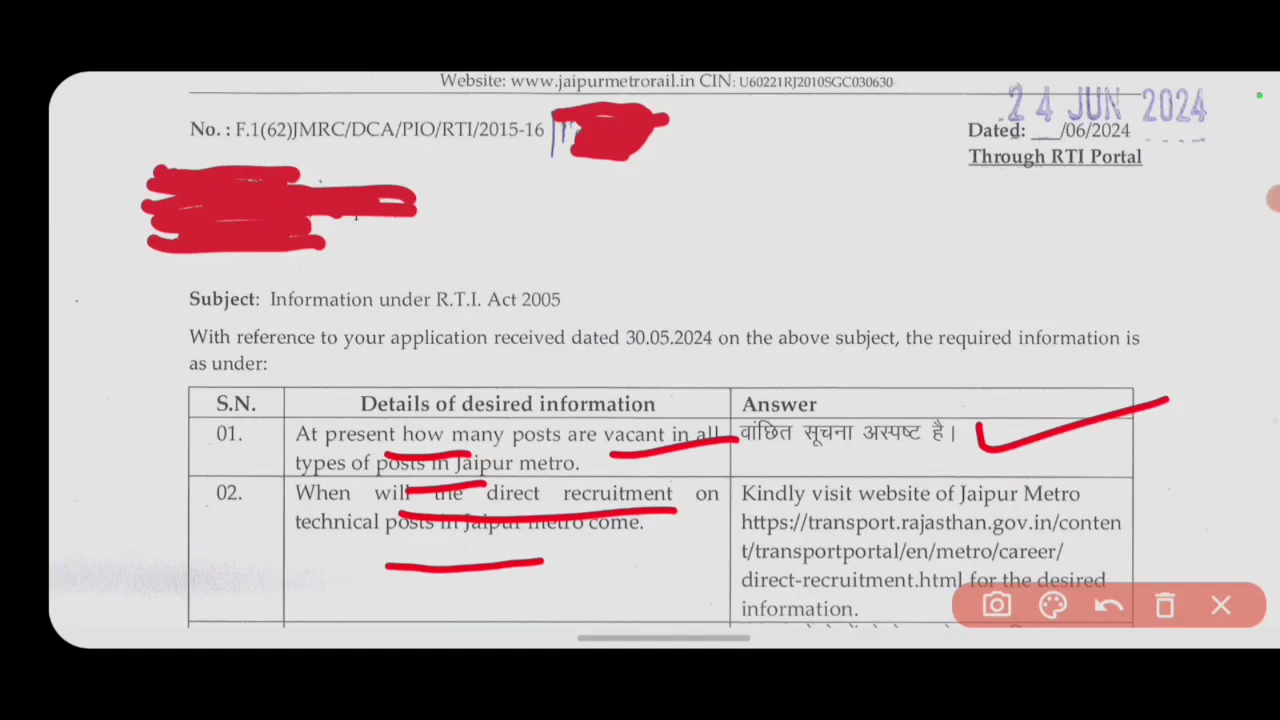 Website: www.jaipurmetrorail.in CIN: U60221RJ2010SGC030630
No. : F.1(62)JMRC/DCA/PIO/RTI/2015-16
24 JUN 2024
Dated: __/06/2024
Through RTI Portal
Subject: Information under R.T.I. Act 2005
With reference to your application received dated 30.05.2024 on the above subject, the required information is
as under:
S.N. Details of desired information Answer
01. At present how many posts are vacant in all वांछित सूचना अस्पष्ट है।
types of posts in Jaipur metro.
02. When will the direct recruitment on Kindly visit website of Jaipur Metro
technical posts in Jaipur metro come. https://transport.rajasthan.gov.in/conten
t/transportportal/en/metro/career/
direct-recruitment.html for the desired
information.